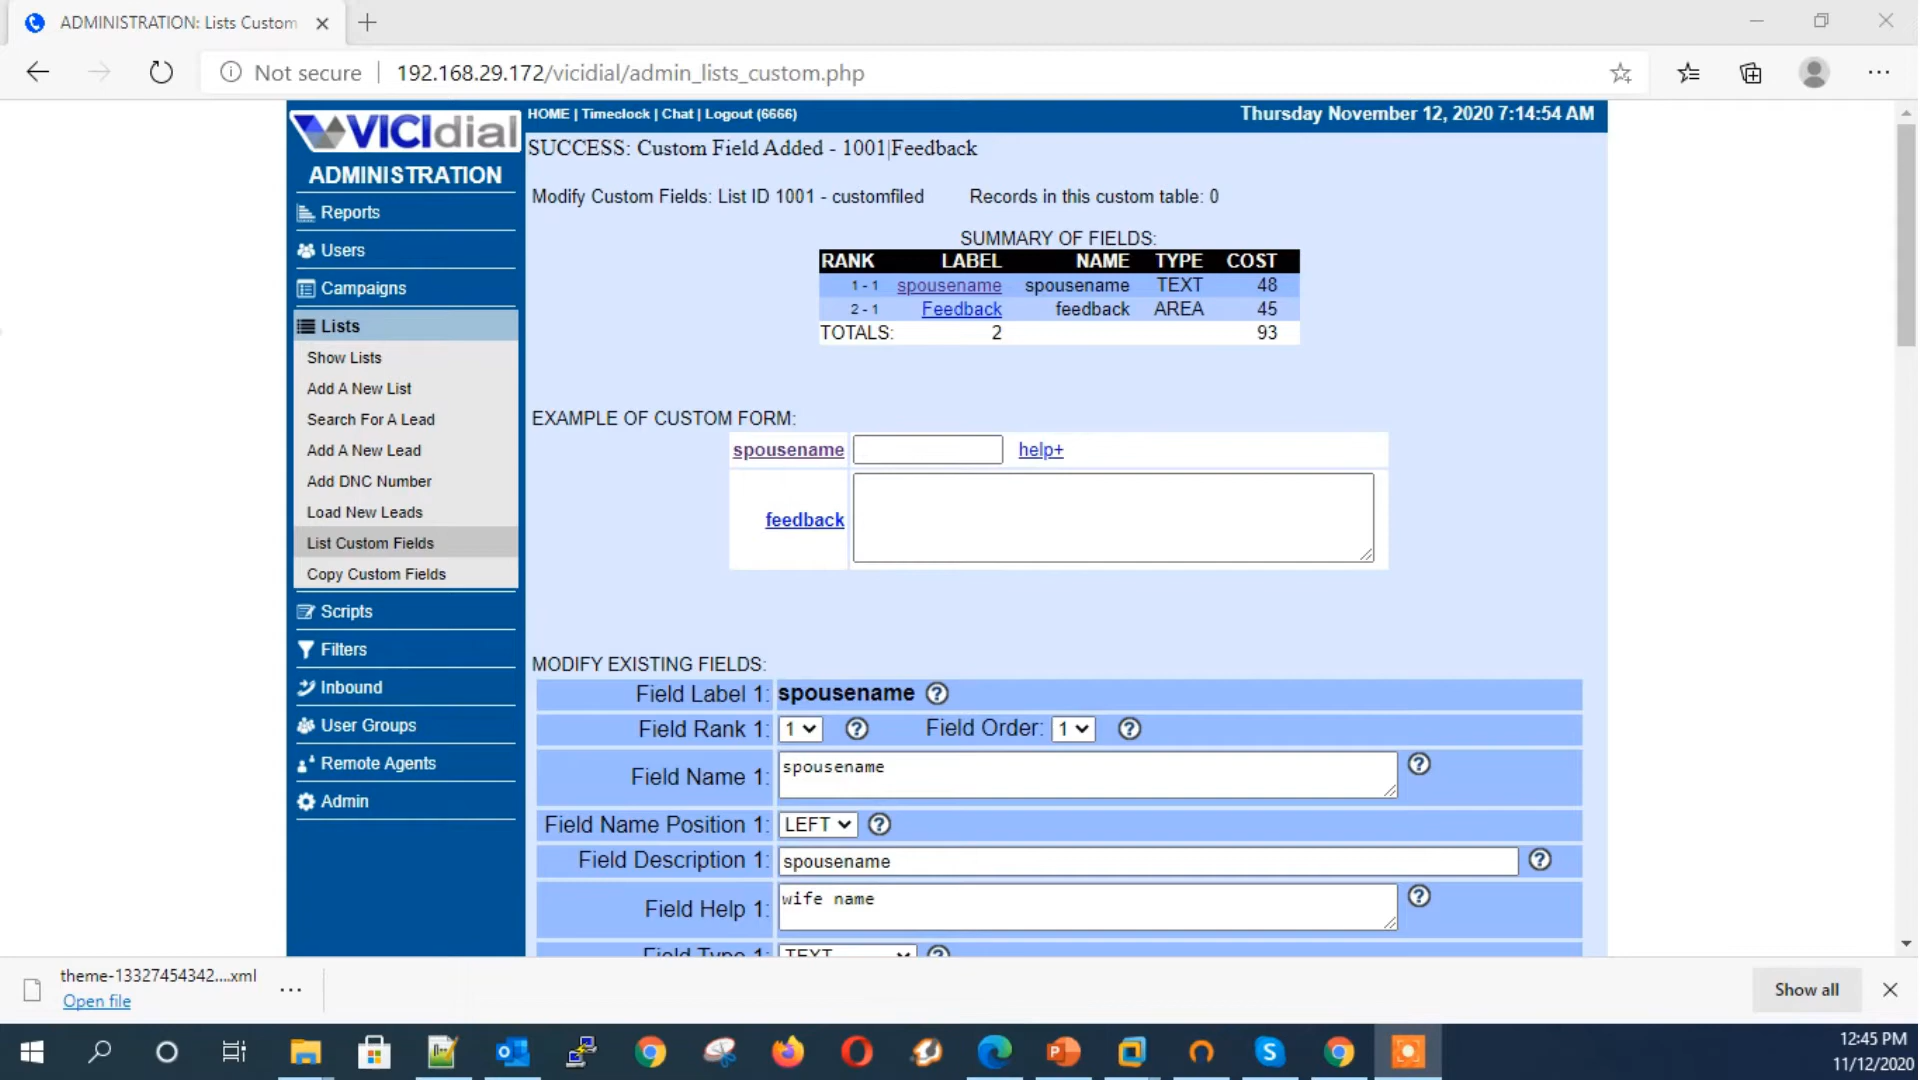 ADMINISTRATION: Lists Custom
Not secure
192.168.29.172/vicidial/admin_lists_custom.php
VICIdial
HOME | Timeclock | Chat | Logout (6666)
Thursday November 12, 2020 7:14:54 AM
SUCCESS: Custom Field Added - 1001|Feedback
ADMINISTRATION
Reports
Users
Campaigns
Lists
Show Lists
Add A New List
Search For A Lead
Add A New Lead
Add DNC Number
Load New Leads
List Custom Fields
Copy Custom Fields
Scripts
Filters
Inbound
User Groups
Remote Agents
Admin
Modify Custom Fields: List ID 1001 - customfiled Records in this custom table: 0
SUMMARY OF FIELDS:
RANK LABEL NAME TYPE COST
1 - 1 spousename spousename TEXT 48
2 - 1 Feedback feedback AREA 45
TOTALS: 2 93
EXAMPLE OF CUSTOM FORM:
spousename help+
feedback
MODIFY EXISTING FIELDS:
Field Label 1: spousename
Field Rank 1: 1 Field Order: 1
Field Name 1: spousename
Field Name Position 1: LEFT
Field Description 1: spousename
Field Help 1: wife name
Field Type 1: TEXT
theme-13327454342....xml
Open file
Show all
12:45 PM
11/12/2020